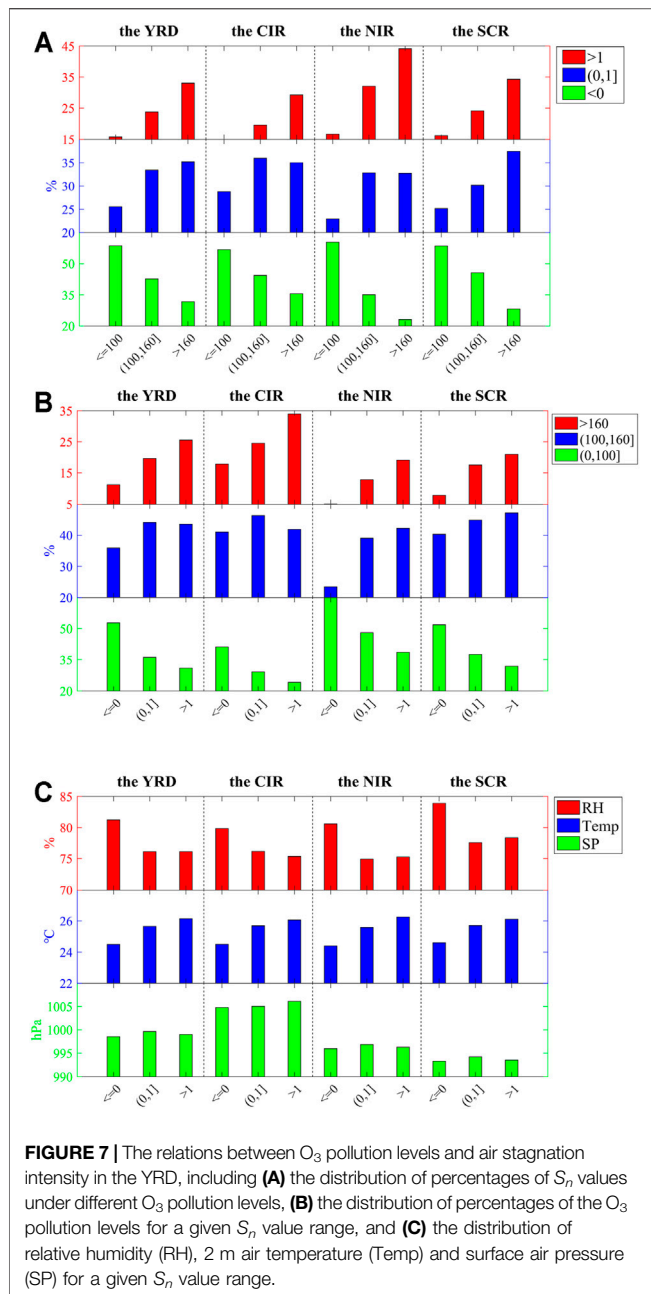 A
the YRD the CIR the NIR the SCR
45
35
25
15
>1
(0,1]
<0
%
35
30
25
20
50
35
20
<=100 (100,160] >160 <=100 (100,160] >160 <=100 (100,160] >160 <=100 (100,160] >160
B
the YRD the CIR the NIR the SCR
35
25
15
5
>160
(100,160]
(0,100]
%
40
30
20
50
35
20
<=0 (0,1] >1 <=0 (0,1] >1 <=0 (0,1] >1 <=0 (0,1] >1
C
the YRD the CIR the NIR the SCR
%
85
80
75
70
RH
Temp
SP
°C
26
24
22
hPa
1005
1000
995
990
<=0 (0,1] >1 <=0 (0,1] >1 <=0 (0,1] >1 <=0 (0,1] >1
FIGURE 7 | The relations between O₃ pollution levels and air stagnation
intensity in the YRD, including (A) the distribution of percentages of Sₙ values
under different O₃ pollution levels, (B) the distribution of percentages of the O₃
pollution levels for a given Sₙ value range, and (C) the distribution of
relative humidity (RH), 2 m air temperature (Temp) and surface air pressure
(SP) for a given Sₙ value range.